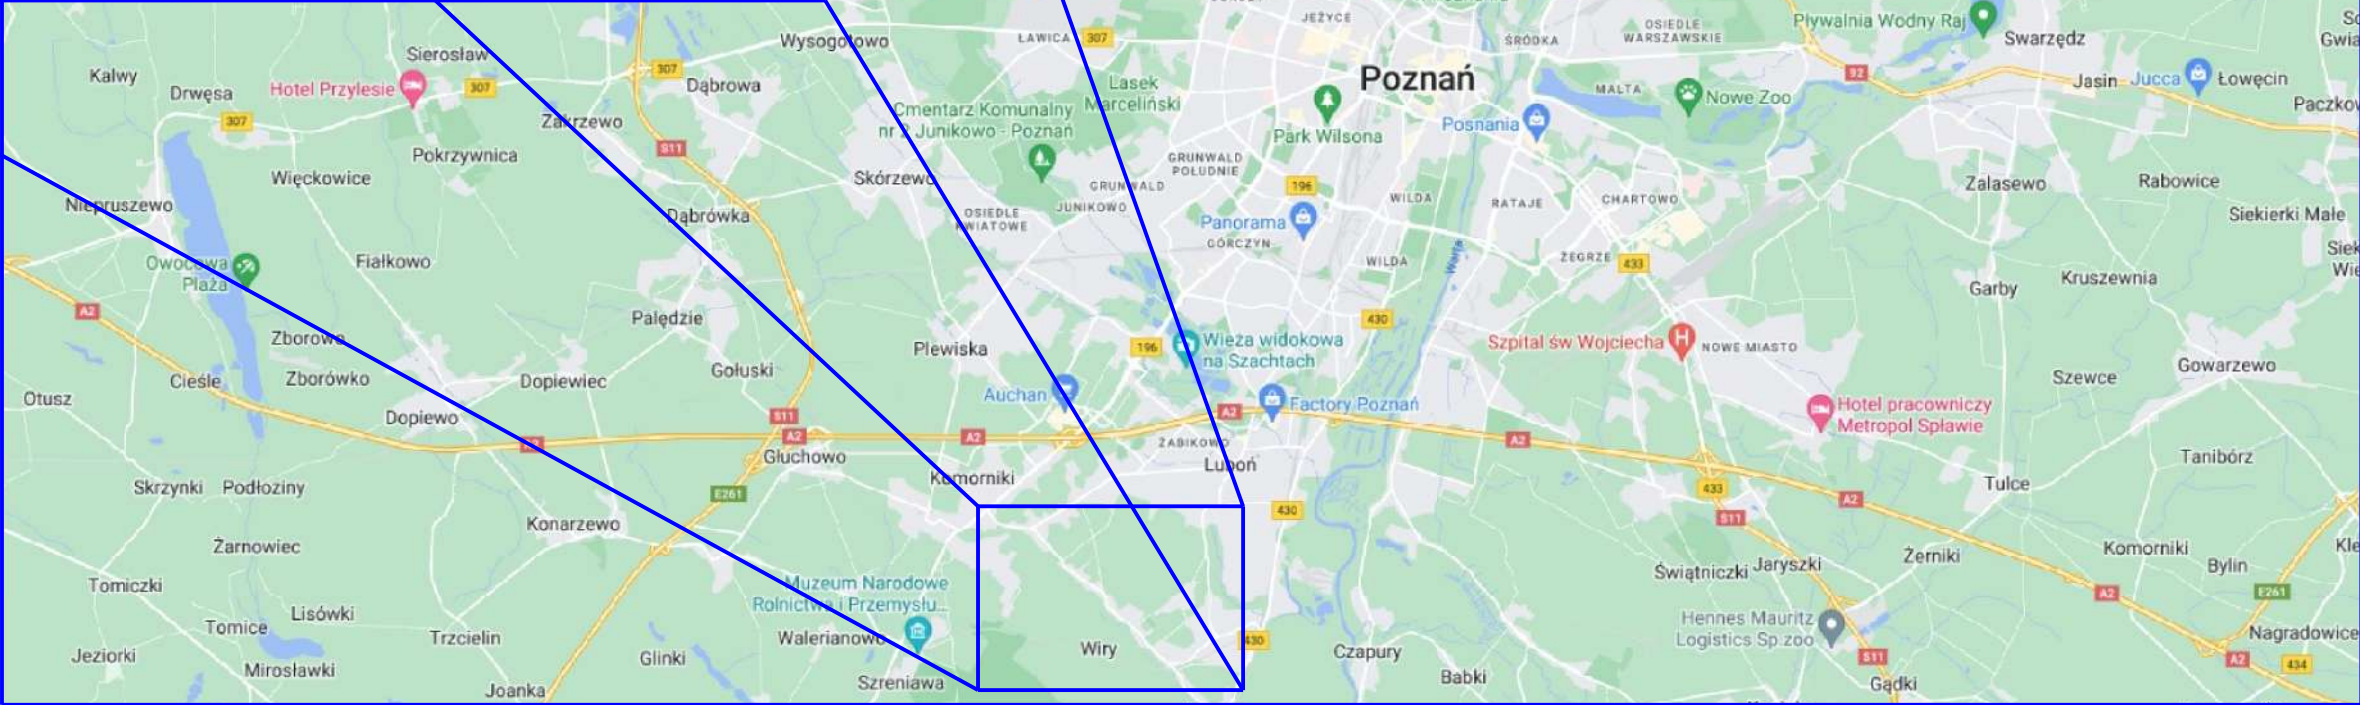 JEŻYCE
OSIEDLE
WARSZAWSKIE
Pływalnia Wodny Raj
Swarzędz
ŁAWICA
307
ŚRÓDKA
Wysogotowo
Sierosław
Kalwy
Drwęsa
Hotel Przylesie
307
307
Dąbrowa
Lasek
Marceliński
Poznań
92
Jasin
Jucca
Łowęcin
MALTA
Nowe Zoo
307
Zakrzewo
Cmentarz Komunalny
nr 2 Junikowo - Poznań
Park Wilsona
Posnania
S11
Pokrzywnica
Więckowice
Skórzewo
GRUNWALD
POŁUDNIE
GRUNWALD
JUNIKOWO
196
WILDA
RATAJE
CHARTOWO
Zalasewo
Rabowice
Niepruszewo
Dąbrówka
OSIEDLE
KWIATOWE
Panorama
GÓRCZYN
Siekierki Małe
Owocowa
Plaża
Fiałkowo
WILDA
Warta
ŻEGRZE
433
Kruszewnia
Garby
A2
Palędzie
430
Zborowo
Plewiska
196
Wieża widokowa
na Szachtach
Szpital św Wojciecha
NOWE MIASTO
Gowarzewo
Cieśle
Zborówko
Dopiewiec
Gołuski
Auchan
Szewce
Otusz
Dopiewo
S11
A2
Factory Poznań
Hotel pracowniczy
Metropol Spławie
A2
A2
A2
ŻABIKOWO
A2
Głuchowo
Luboń
Tanibórz
Skrzynki
Podłoziny
E261
Komorniki
433
A2
Tulce
430
S11
Konarzewo
Żarnowiec
Komorniki
Bylin
Świątniczki
Jaryszki
Żerniki
Tomiczki
Muzeum Narodowe
Rolnictwa i Przemysłu...
A2
E261
Lisówki
Tomice
Trzcielin
Walerianowo
430
Hennes Mauritz
Logistics Sp.zoo
Nagradowice
Jeziorki
Mirosławki
Glinki
Wiry
Czapury
S11
A2
434
Joanka
Szreniawa
Babki
Gądki